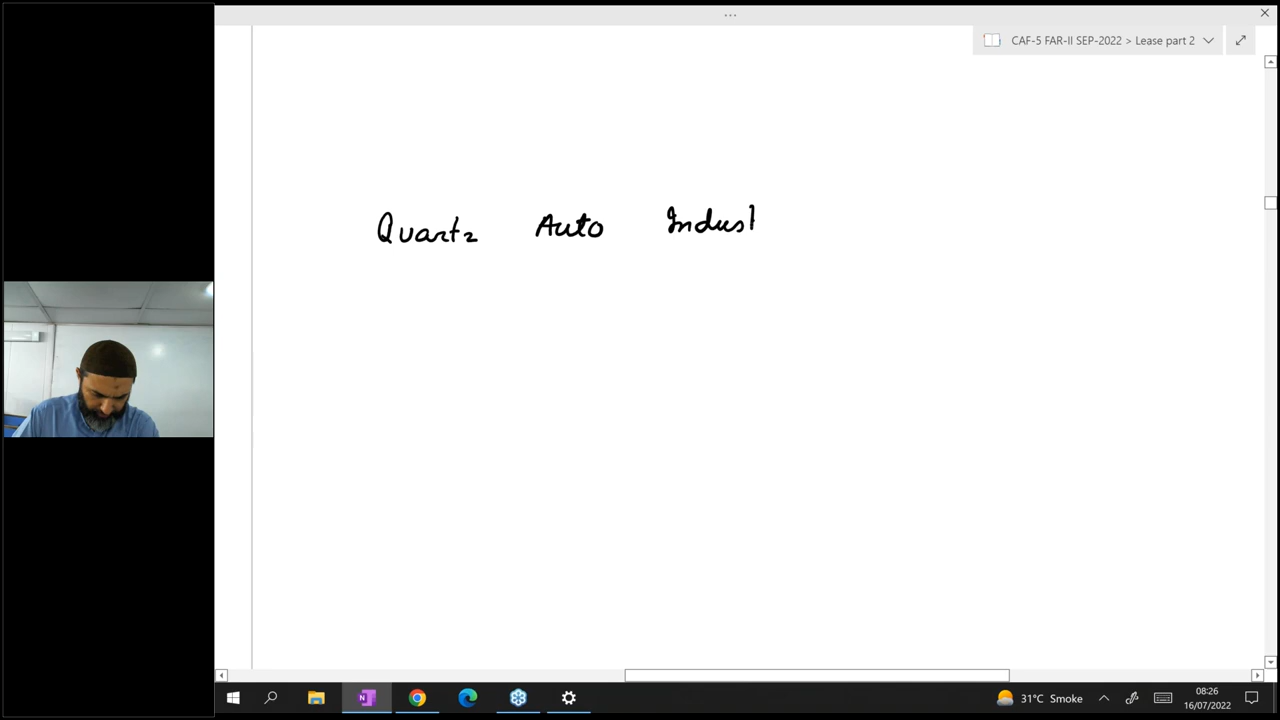 CAF-5 FAR-II SEP-2022 > Lease part 2
Quartz Auto Indust
31°C Smoke
08:26
16/07/2022